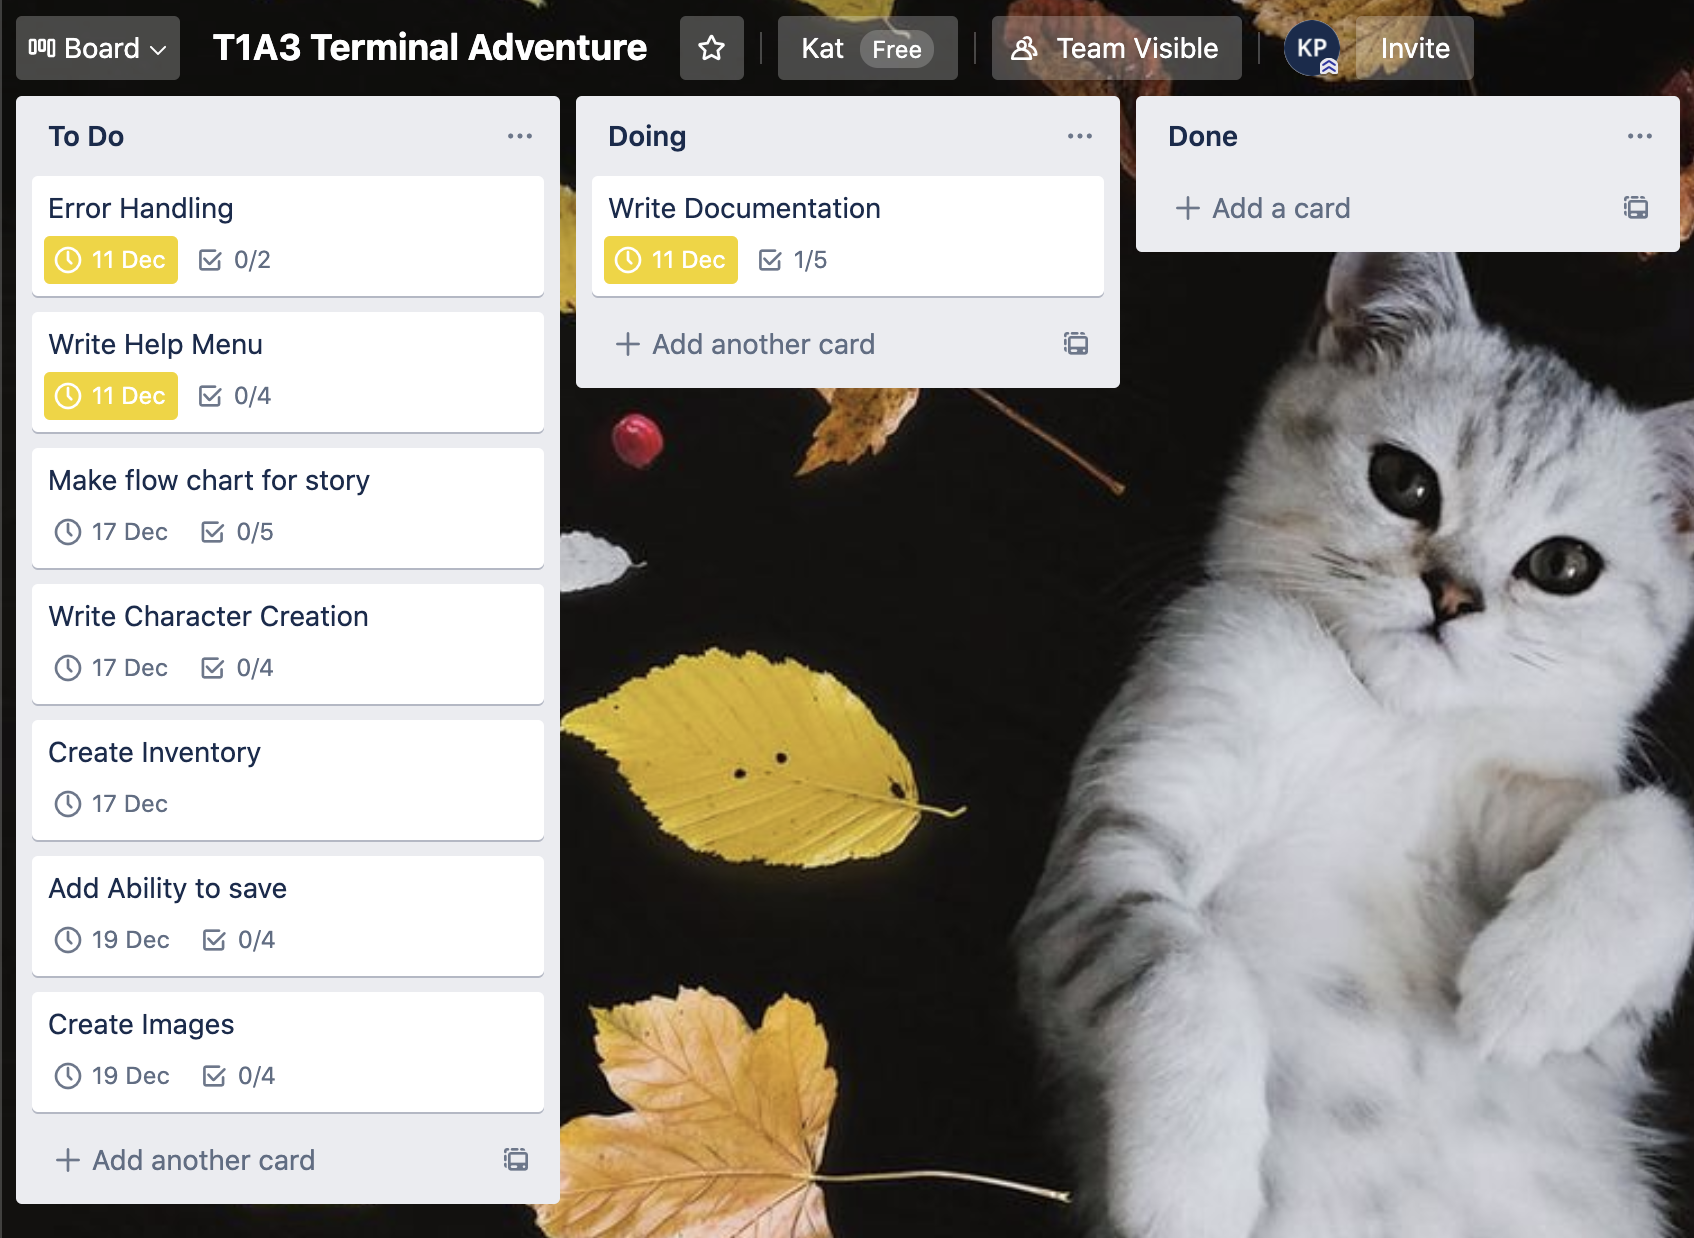 Board
T1A3 Terminal Adventure
Kat Free
Team Visible
KP
Invite
To Do
Error Handling
11 Dec 0/2
Write Help Menu
11 Dec 0/4
Make flow chart for story
17 Dec 0/5
Write Character Creation
17 Dec 0/4
Create Inventory
17 Dec
Add Ability to save
19 Dec 0/4
Create Images
19 Dec 0/4
+ Add another card
Doing
Write Documentation
11 Dec 1/5
+ Add another card
Done
+ Add a card